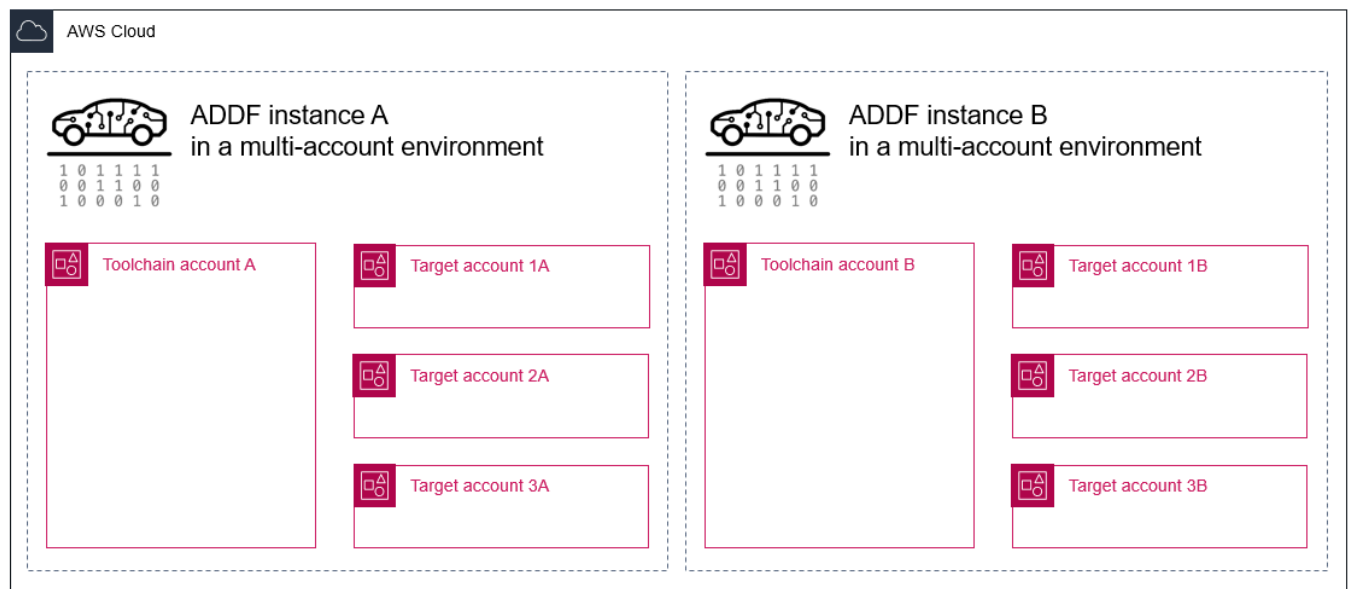 AWS Cloud
ADDF instance A
in a multi-account environment
1 0 1 1 1 1
0 0 1 1 0 0
1 0 0 0 1 0
Toolchain account A
Target account 1A
Target account 2A
Target account 3A
ADDF instance B
in a multi-account environment
1 0 1 1 1 1
0 0 1 1 0 0
1 0 0 0 1 0
Toolchain account B
Target account 1B
Target account 2B
Target account 3B